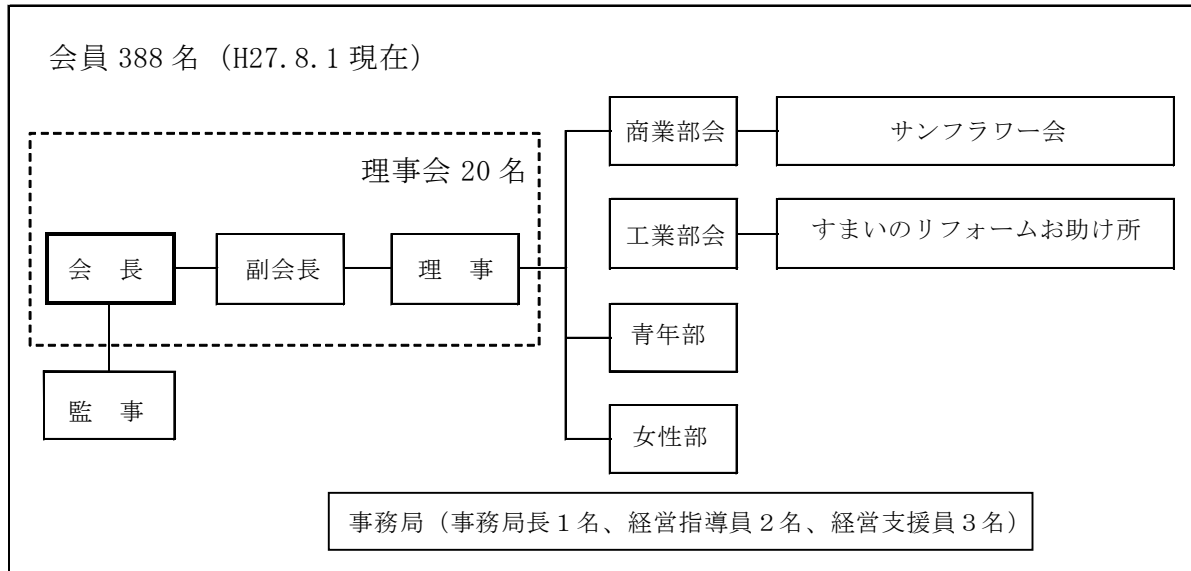 会員 388 名（H27.8.1 現在）
理事会 20 名
会　長
副会長
理　事
監　事
商業部会
サンフラワー会
工業部会
すまいのリフォームお助け所
青年部
女性部
事務局（事務局長１名、経営指導員２名、経営支援員３名）